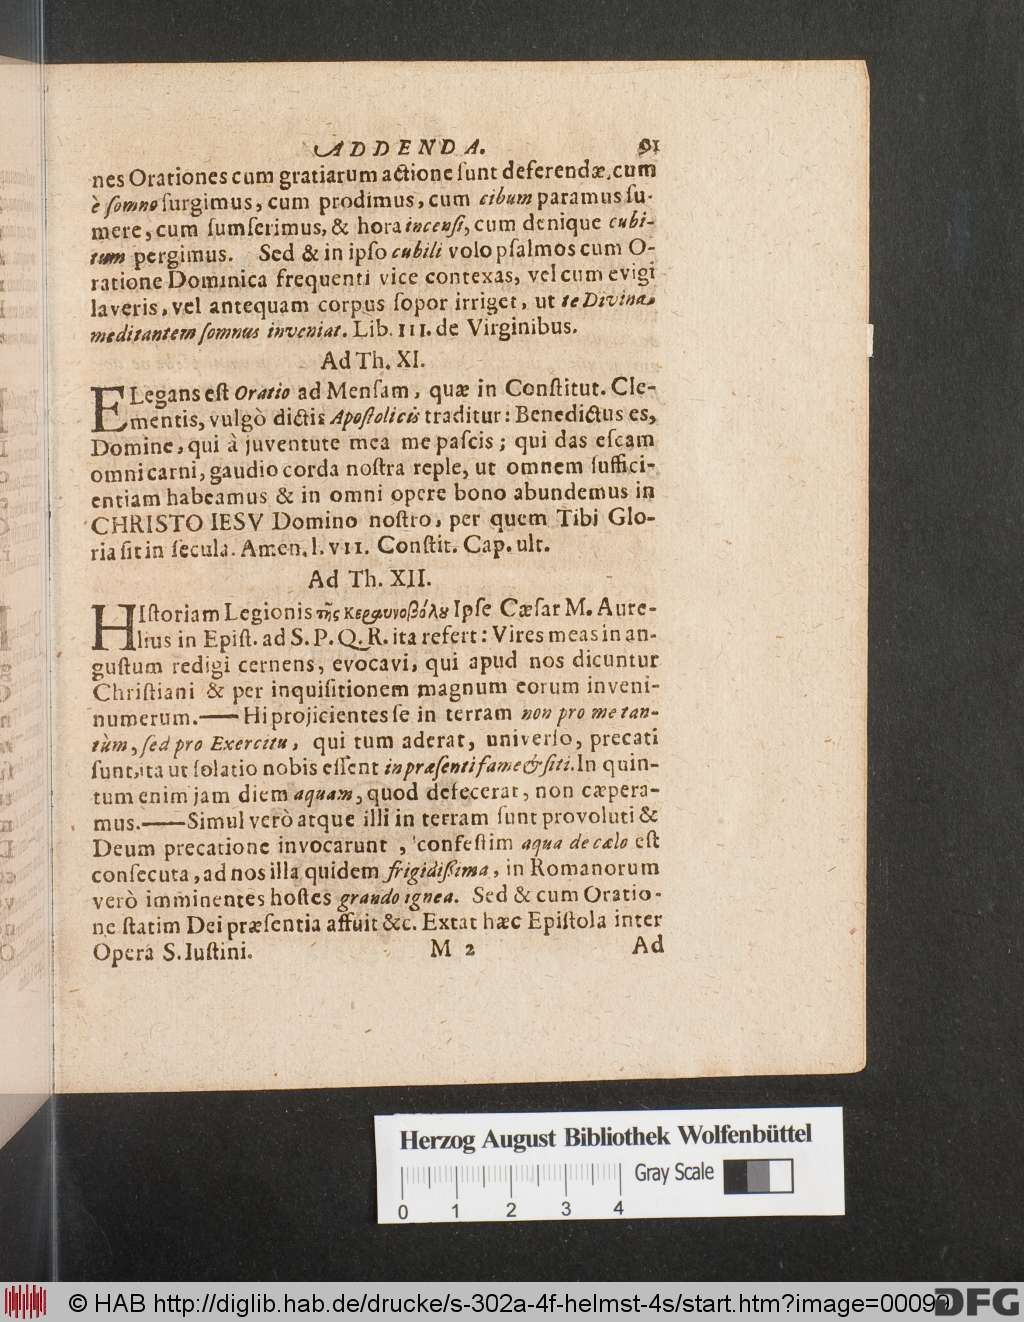 ADDENDA. 91
nes Orationes cum gratiarum actione ſunt deferendæ, cum
è ſomno ſurgimus, cum prodimus, cum cibum paramus ſu-
mere, cum ſumſerimus, & hora incenſi, cum denique cubi-
tum pergimus. Sed & in ipſo cubili volo pſalmos cum O-
ratione Dominica frequenti vice contexas, vel cum evigi
laveris, vel antequam corpus ſopor irriget, ut te Divina
meditantem ſomnus inveniat. Lib. III. de Virginibus.
Ad Th. XI.
ELegans eſt Oratio ad Menſam, quæ in Conſtitut. Cle-
mentis, vulgò dictis Apoſtolicis traditur: Benedictus es,
Domine, qui à juventute mea me paſcis; qui das eſcam
omni carni, gaudio corda noſtra reple, ut omnem ſuffici-
entiam habeamus & in omni opere bono abundemus in
CHRISTO IESV Domino noſtro, per quem Tibi Glo-
ria ſit in ſecula. Amen. l. VII. Conſtit. Cap. ult.
Ad Th. XII.
HIſtoriam Legionis τῆς Κεραυνοβόλȣ Ipſe Cæſar M. Aure-
lius in Epiſt. ad S. P. Q. R. ita refert: Vires meas in an-
guſtum redigi cernens, evocavi, qui apud nos dicuntur
Chriſtiani & per inquiſitionem magnum eorum inveni-
numerum.—— Hi projicientes ſe in terram non pro me tan-
tùm, ſed pro Exercitu, qui tum aderat, univerſo, precati
ſunt, ita ut ſolatio nobis eſſent in præſenti fame & ſiti. In quin-
tum enim jam diem aquam, quod defecerat, non cæpera-
mus.—— Simul verò atque illi in terram ſunt provoluti &
Deum precatione invocarunt, confeſtim aqua de cælo eſt
conſecuta, ad nos illa quidem frigidiſsima, in Romanorum
verò imminentes hoſtes grando ignea. Sed & cum Oratio-
ne ſtatim Dei præſentia affuit &c. Extat hæc Epiſtola inter
Opera S. Iuſtini. M 2 Ad
Herzog August Bibliothek Wolfenbüttel
Gray Scale
0 1 2 3 4
© HAB http://diglib.hab.de/drucke/s-302a-4f-helmst-4s/start.htm?image=00099
DFG